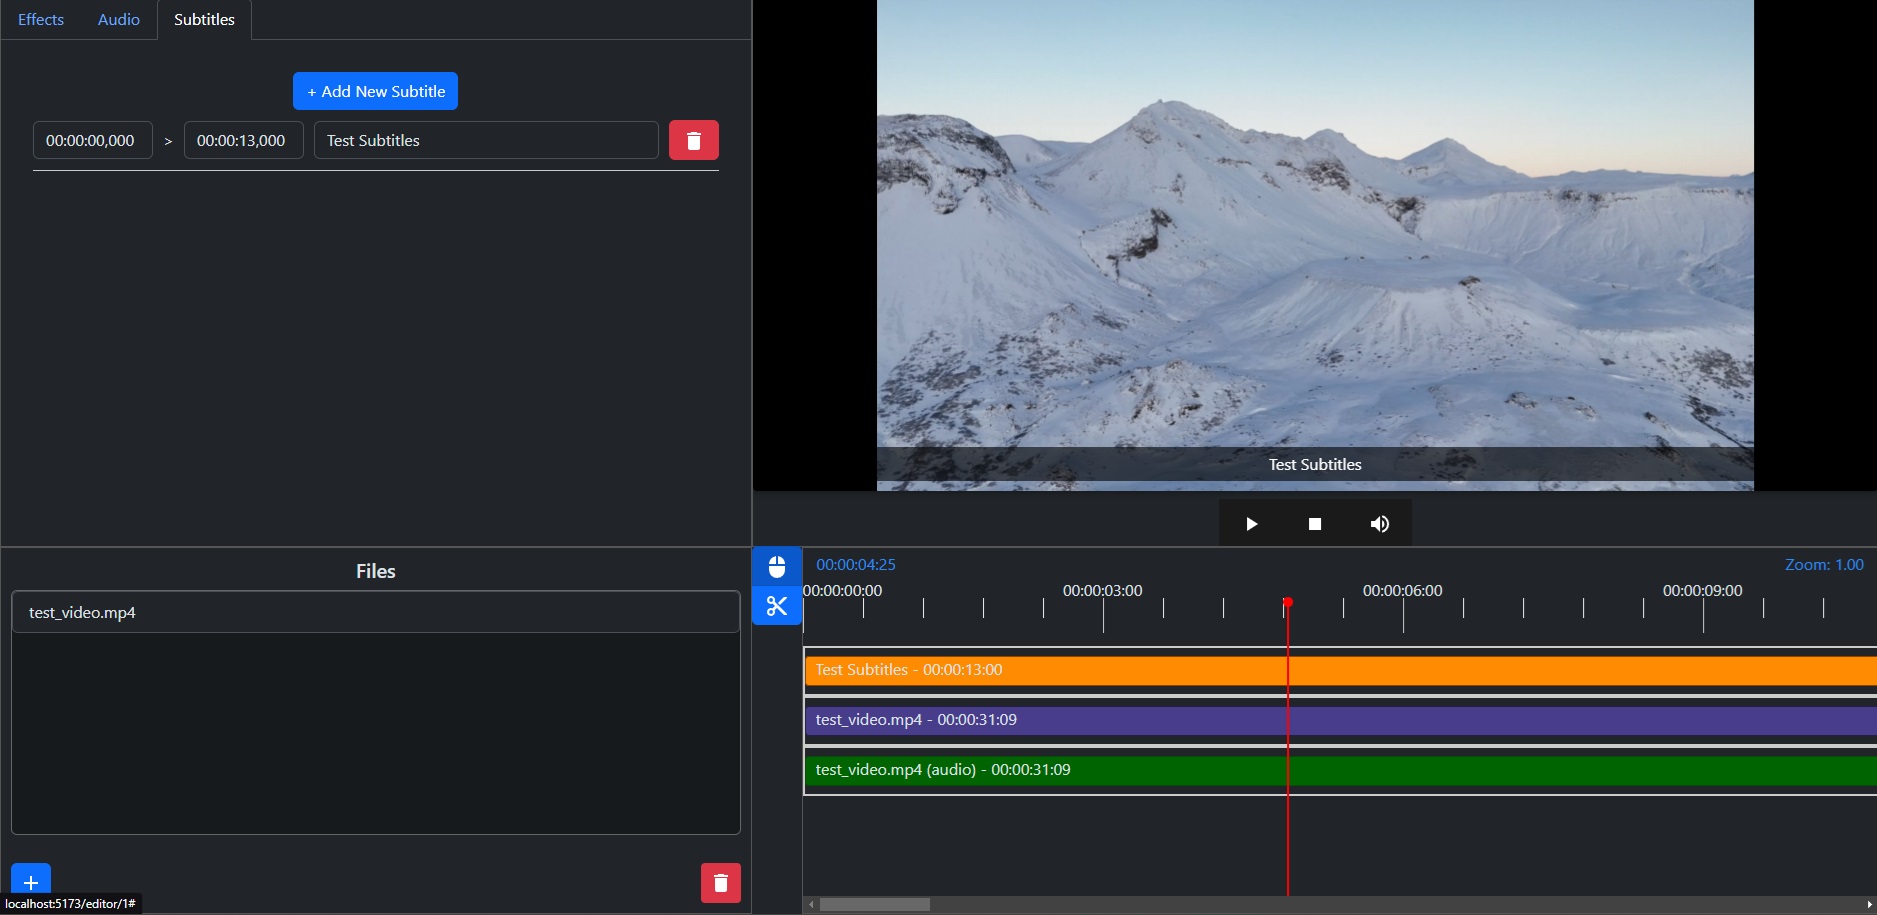 Effects Audio Subtitles
+ Add New Subtitle
00:00:00,000 > 00:00:13,000 Test Subtitles
Test Subtitles
Files
test_video.mp4
00:00:04:25 Zoom: 1.00
00:00:00:00 00:00:03:00 00:00:06:00 00:00:09:00
Test Subtitles - 00:00:13:00
test_video.mp4 - 00:00:31:09
test_video.mp4 (audio) - 00:00:31:09
+
localhost:5173/editor/1#